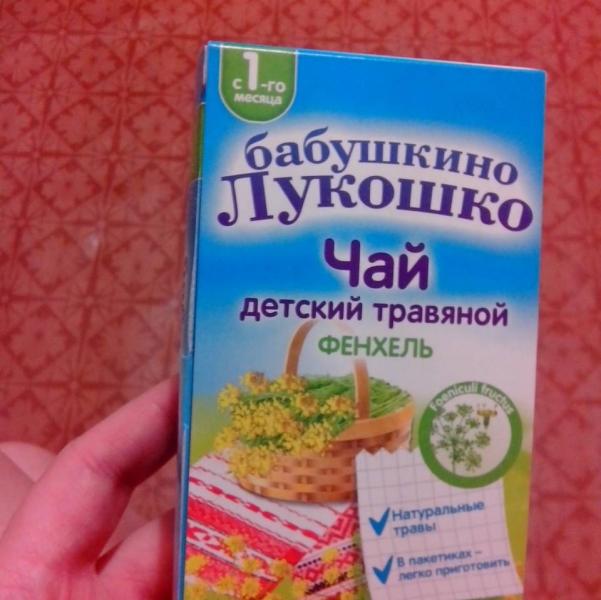 с 1-го
месяца
бабушкино
Лукошко
Чай
детский травяной
ФЕНХЕЛЬ
Foeniculi fructus
Натуральные
травы
В пакетиках –
легко приготовить